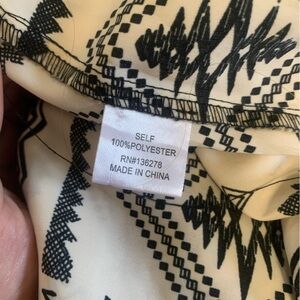 SELF
100%POLYESTER
RN#136278
MADE IN CHINA